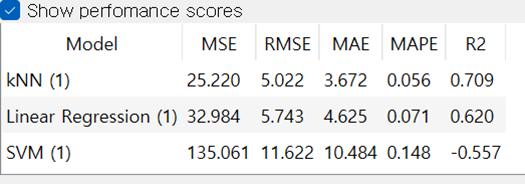 Show perfomance scores
Model MSE RMSE MAE MAPE R2
kNN (1) 25.220 5.022 3.672 0.056 0.709
Linear Regression (1) 32.984 5.743 4.625 0.071 0.620
SVM (1) 135.061 11.622 10.484 0.148 -0.557